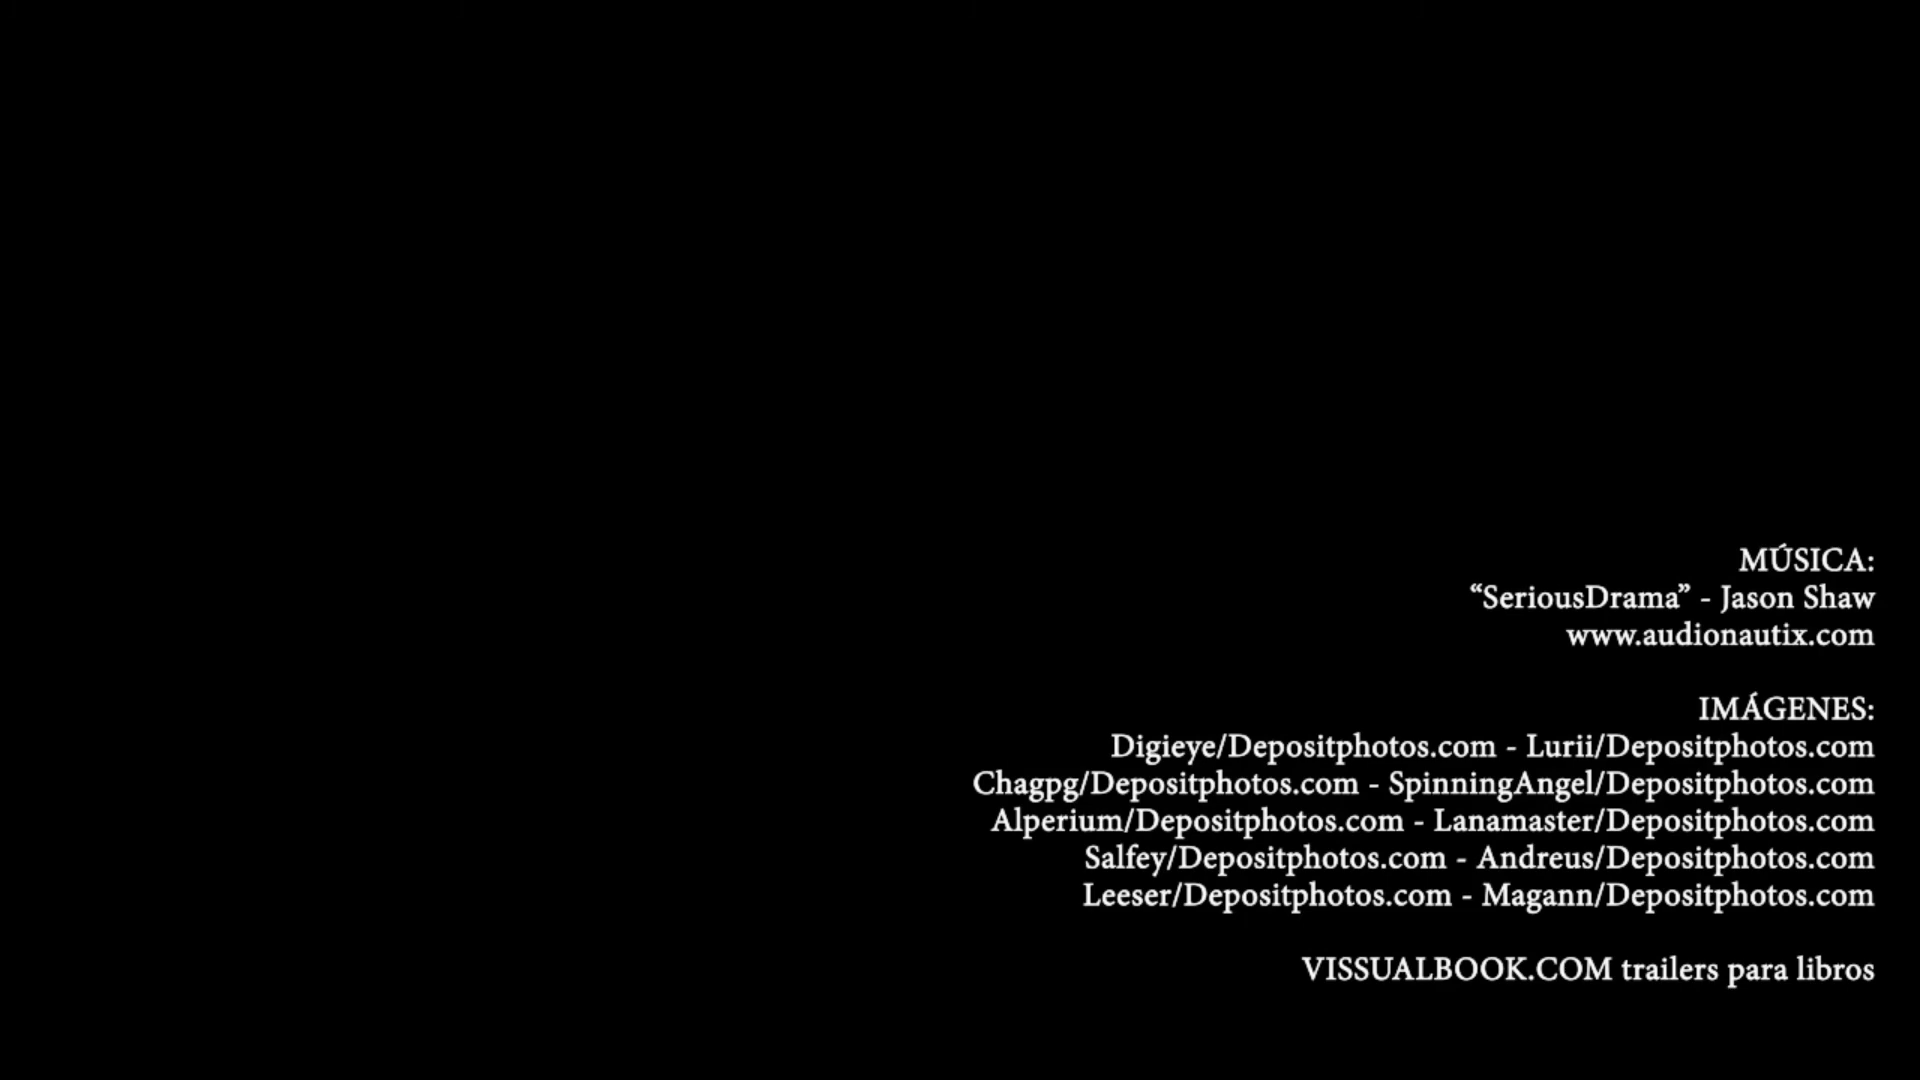 MÚSICA:
“SeriousDrama” - Jason Shaw
www.audionautix.com
IMÁGENES:
Digieye/Depositphotos.com - Lurii/Depositphotos.com
Chagpg/Depositphotos.com - SpinningAngel/Depositphotos.com
Alperium/Depositphotos.com - Lanamaster/Depositphotos.com
Salfey/Depositphotos.com - Andreus/Depositphotos.com
Leeser/Depositphotos.com - Magann/Depositphotos.com
VISSUALBOOK.COM trailers para libros